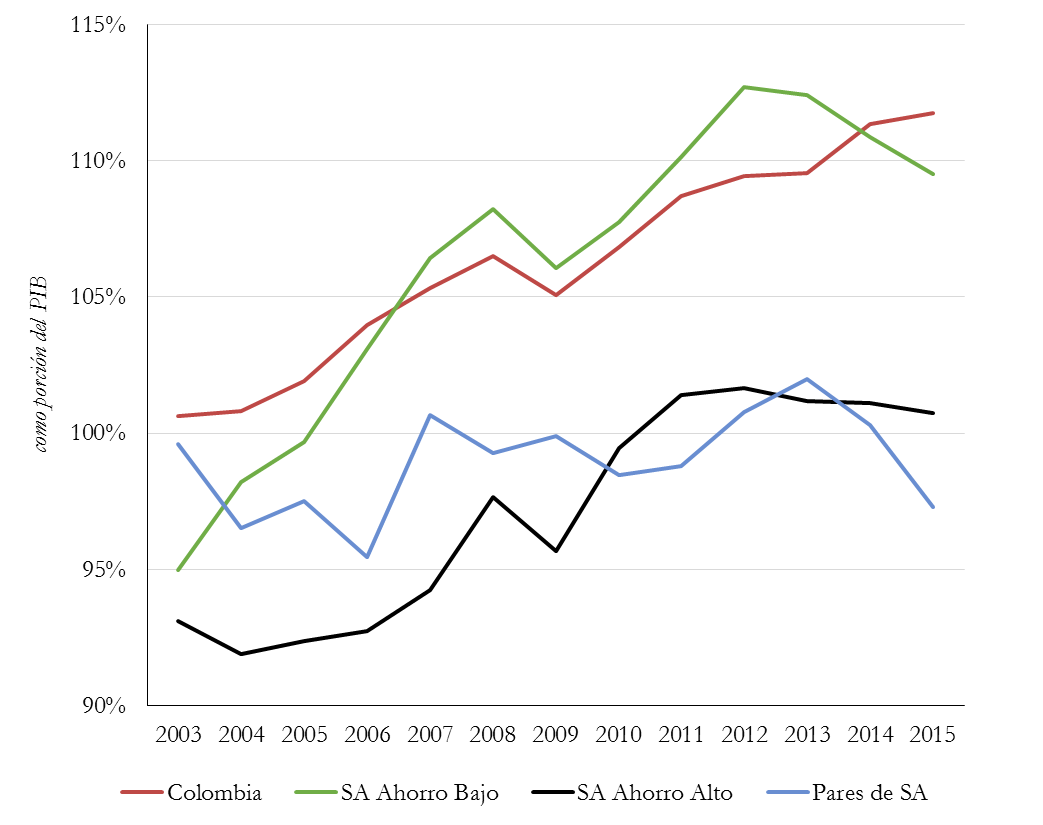 115%
110%
105%
100%
95%
90%
como porción del PIB
2003 2004 2005 2006 2007 2008 2009 2010 2011 2012 2013 2014 2015
Colombia SA Ahorro Bajo SA Ahorro Alto Pares de SA